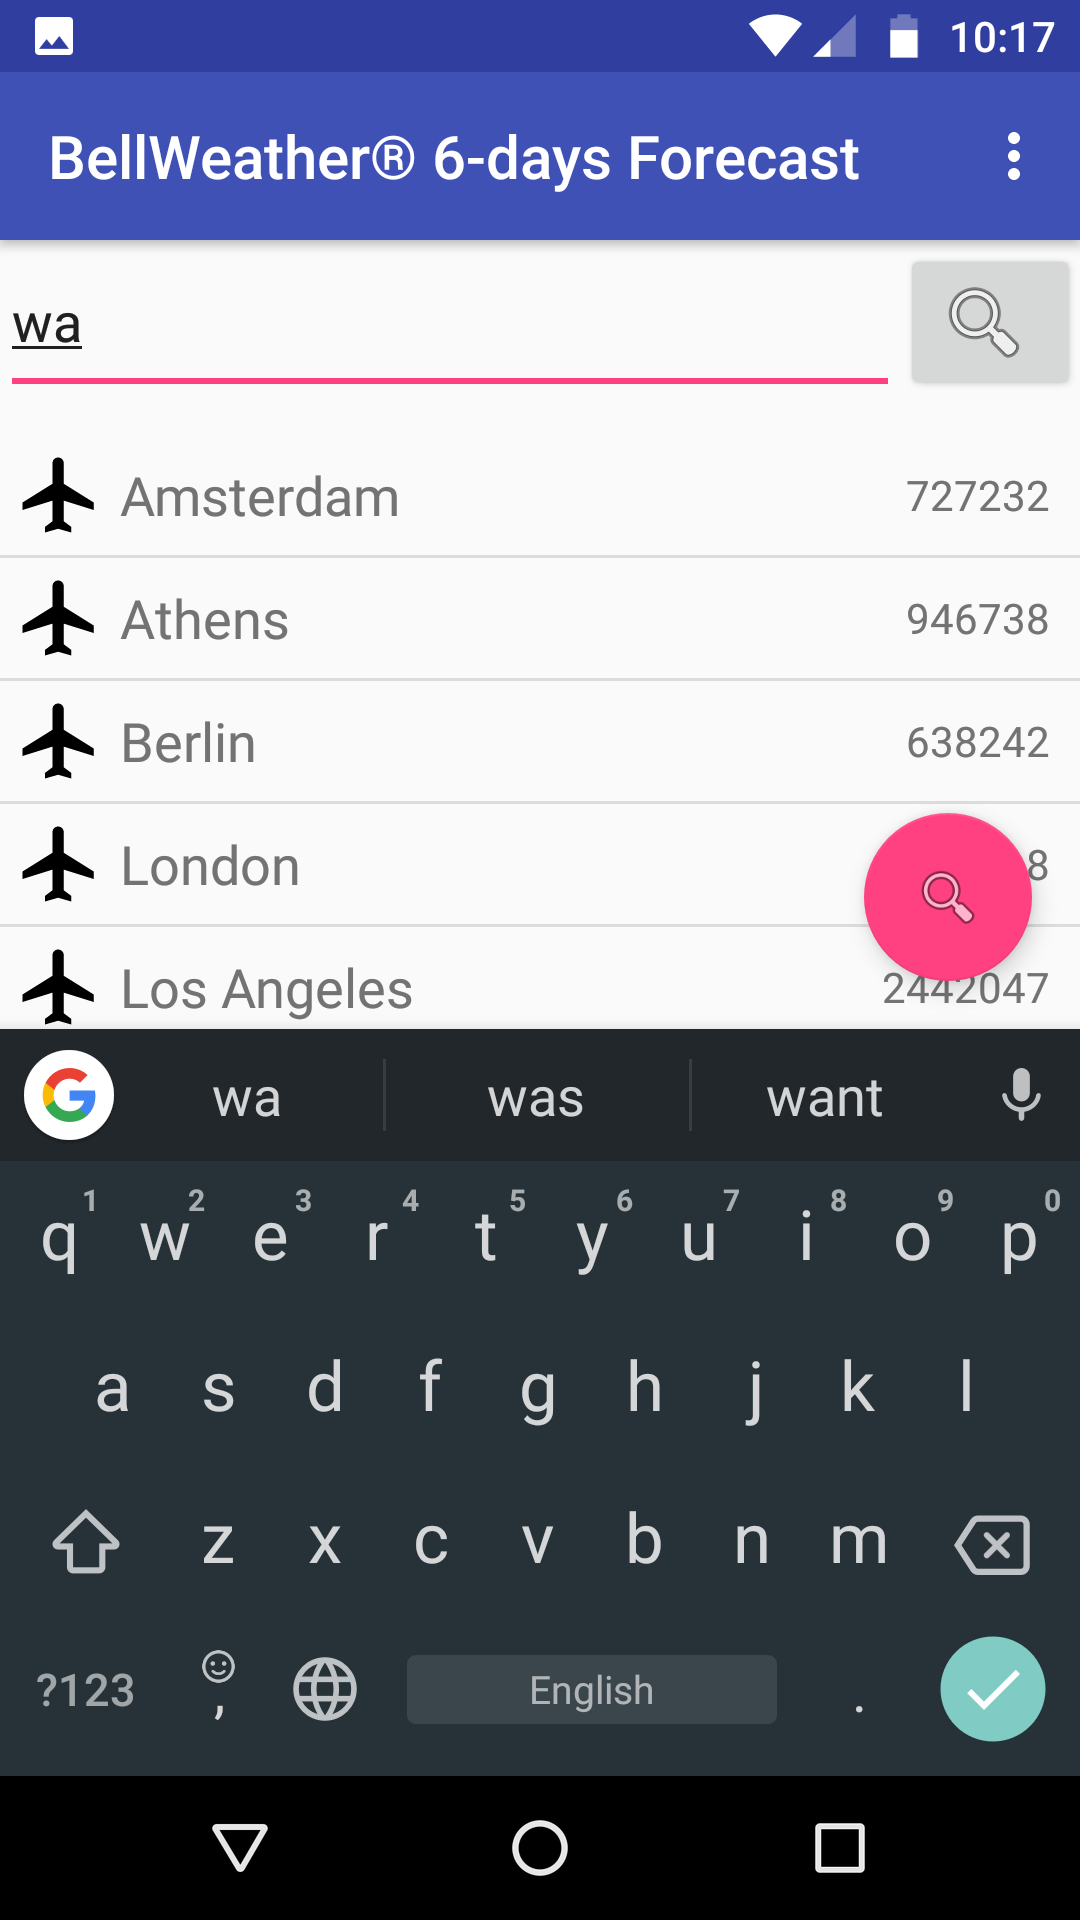 10:17
BellWeather® 6-days Forecast
wa
Amsterdam 727232
Athens 946738
Berlin 638242
London 8
Los Angeles 2442047
wa was want
1 2 3 4 5 6 7 8 9 0
q w e r t y u i o p
a s d f g h j k l
z x c v b n m
?123 , English .